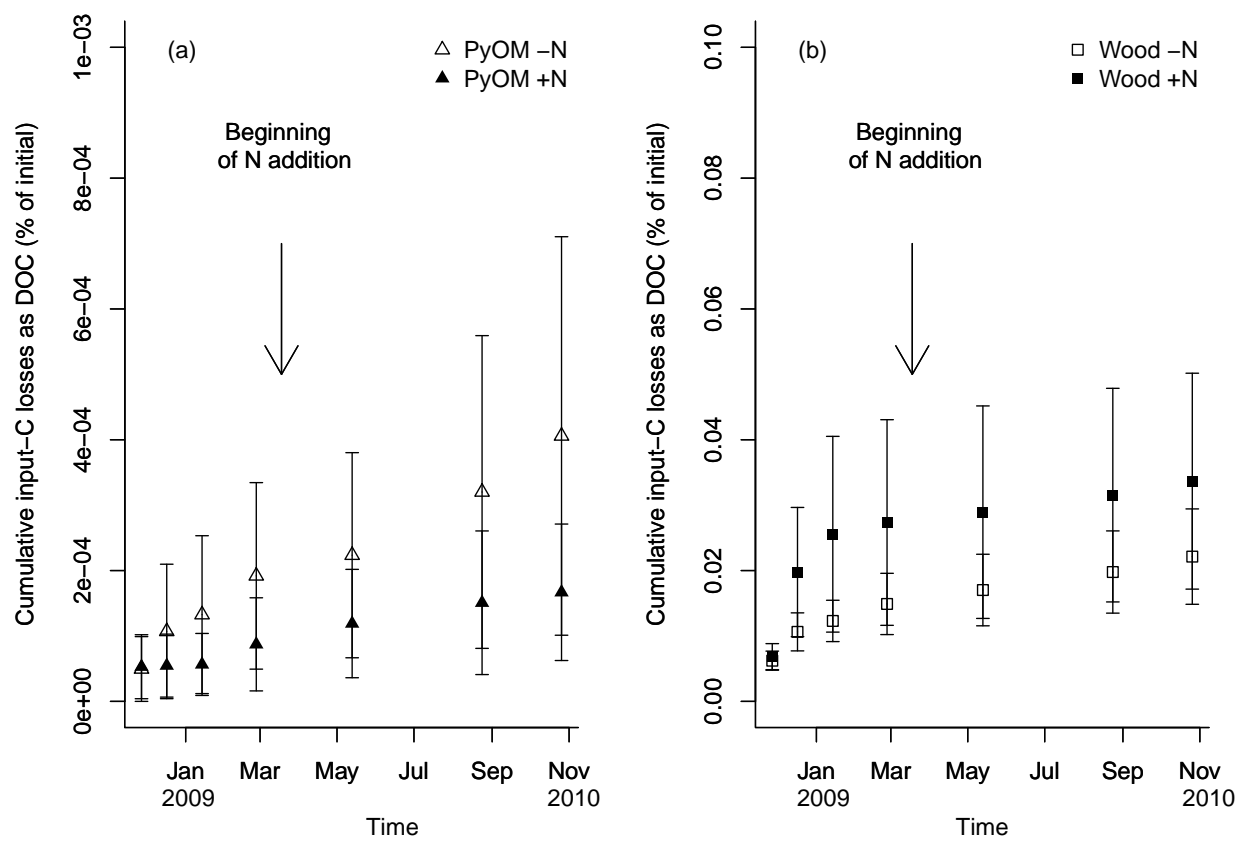 (a)
PyOM −N
PyOM +N
Beginning
of N addition
Cumulative input−C losses as DOC (% of initial)
1e−03
8e−04
6e−04
4e−04
2e−04
0e+00
Jan Mar May Jul Sep Nov
2009 2010
Time
(b)
Wood −N
Wood +N
Beginning
of N addition
Cumulative input−C losses as DOC (% of initial)
0.10
0.08
0.06
0.04
0.02
0.00
Jan Mar May Jul Sep Nov
2009 2010
Time